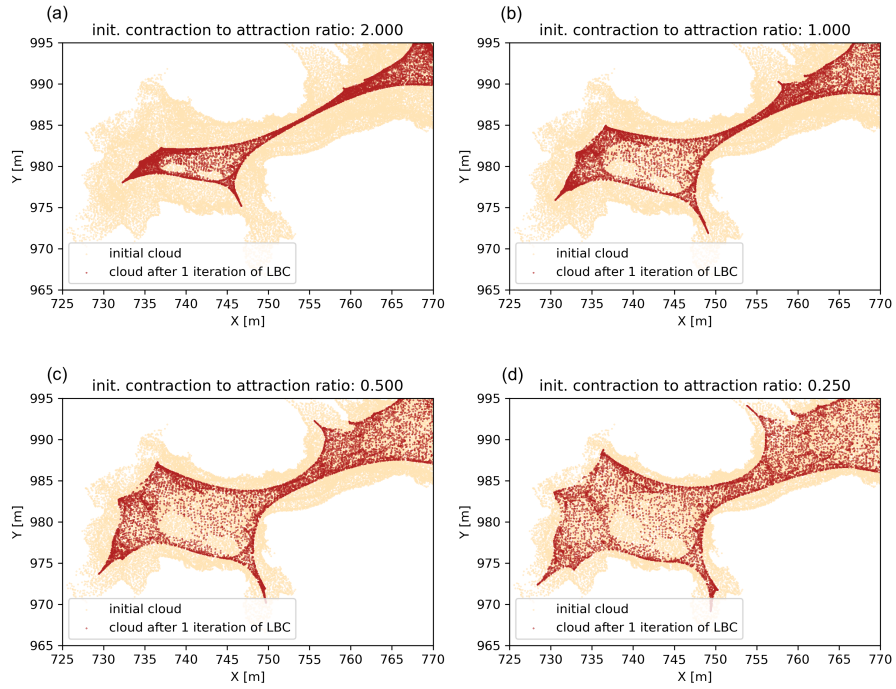 (a)
init. contraction to attraction ratio: 2.000
995
990
985
980
975
970
965
Y [m]
initial cloud
cloud after 1 iteration of LBC
725 730 735 740 745 750 755 760 765 770
X [m]
(b)
init. contraction to attraction ratio: 1.000
995
990
985
980
975
970
965
Y [m]
initial cloud
cloud after 1 iteration of LBC
725 730 735 740 745 750 755 760 765 770
X [m]
(c)
init. contraction to attraction ratio: 0.500
995
990
985
980
975
970
965
Y [m]
initial cloud
cloud after 1 iteration of LBC
725 730 735 740 745 750 755 760 765 770
X [m]
(d)
init. contraction to attraction ratio: 0.250
995
990
985
980
975
970
965
Y [m]
initial cloud
cloud after 1 iteration of LBC
725 730 735 740 745 750 755 760 765 770
X [m]